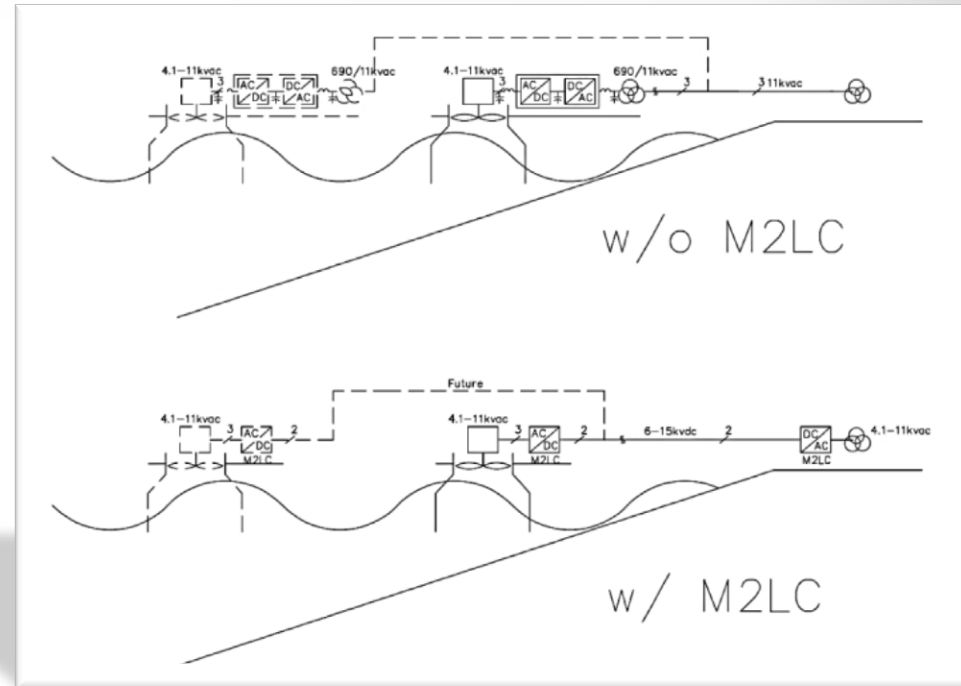 4.1-11kvac
690/11kvac
4.1-11kvac
690/11kvac
3
AC
DC
DC
AC
3
AC
DC
DC
AC
3
3 11kvac
w/o M2LC
Future
4.1-11kvac
3
AC
DC
M2LC
2
4.1-11kvac
3
AC
DC
M2LC
2
6-15kvdc
2
DC
AC
M2LC
4.1-11kvac
w/ M2LC